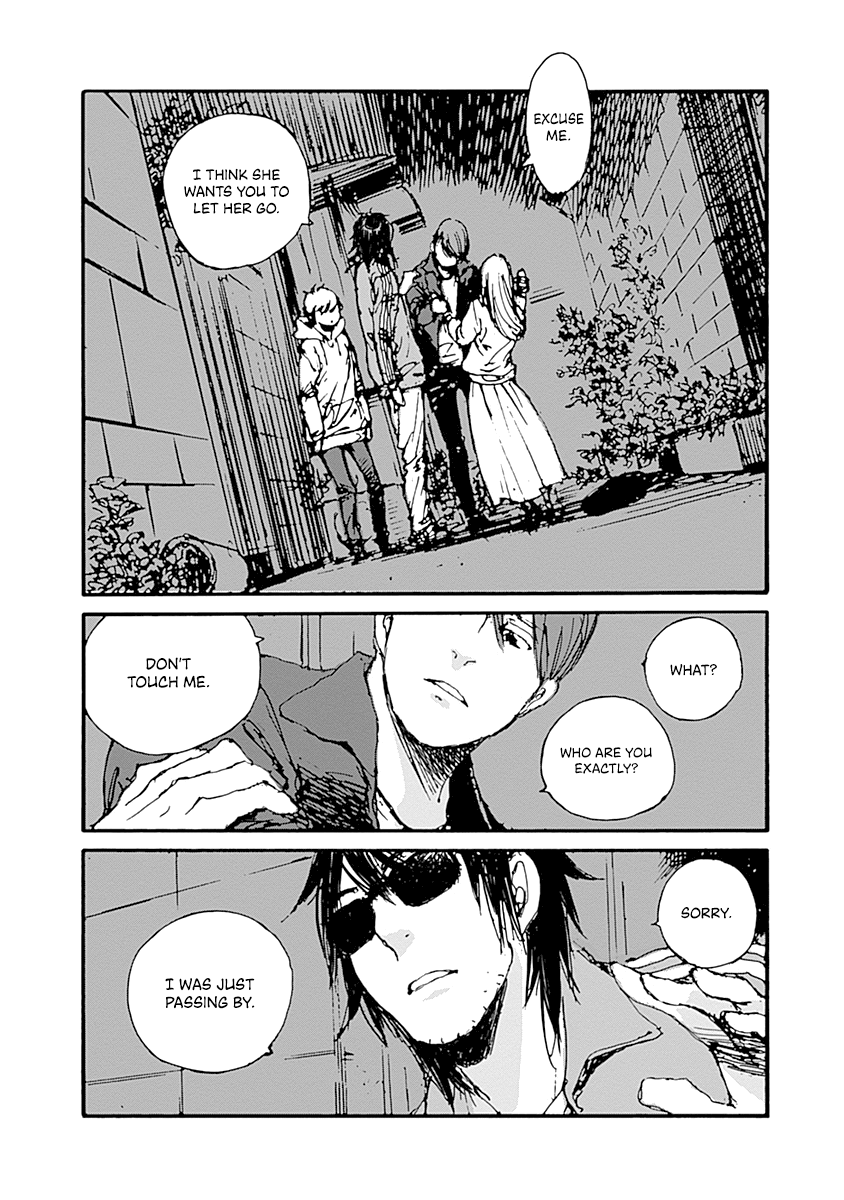 EXCUSE
ME.
I THINK SHE
WANTS YOU TO
LET HER GO.
WHAT?
WHO ARE YOU
EXACTLY?
DON'T
TOUCH ME.
SORRY.
I WAS JUST
PASSING BY.